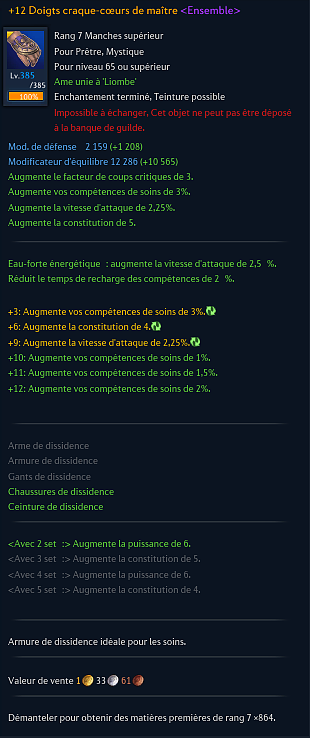 +12 Doigts craque-cœurs de maître <Ensemble>
Rang 7 Manches supérieur
Pour Prêtre, Mystique
Pour niveau 65 ou supérieur
Ame unie à 'Liombe'
Enchantement terminé, Teinture possible
Impossible à échanger, Cet objet ne peut pas être déposé
à la banque de guilde.
Lv.385
/385
100%
Mod. de défense 2 159 (+1 208)
Modificateur d'équilibre 12 286 (+10 565)
Augmente le facteur de coups critiques de 3.
Augmente vos compétences de soins de 3%.
Augmente la vitesse d'attaque de 2,25%.
Augmente la constitution de 5.
Eau-forte énergétique : augmente la vitesse d'attaque de 2,5 %.
Réduit le temps de recharge des compétences de 2 %.
+3: Augmente vos compétences de soins de 3%.
+6: Augmente la constitution de 4.
+9: Augmente la vitesse d'attaque de 2,25%.
+10: Augmente vos compétences de soins de 1%.
+11: Augmente vos compétences de soins de 1,5%.
+12: Augmente vos compétences de soins de 2%.
Arme de dissidence
Armure de dissidence
Gants de dissidence
Chaussures de dissidence
Ceinture de dissidence
<Avec 2 set :> Augmente la puissance de 6.
<Avec 3 set :> Augmente la constitution de 5.
<Avec 4 set :> Augmente la puissance de 6.
<Avec 5 set :> Augmente la constitution de 4.
Armure de dissidence idéale pour les soins.
Valeur de vente 1 33 61
Démanteler pour obtenir des matières premières de rang 7 ×864.